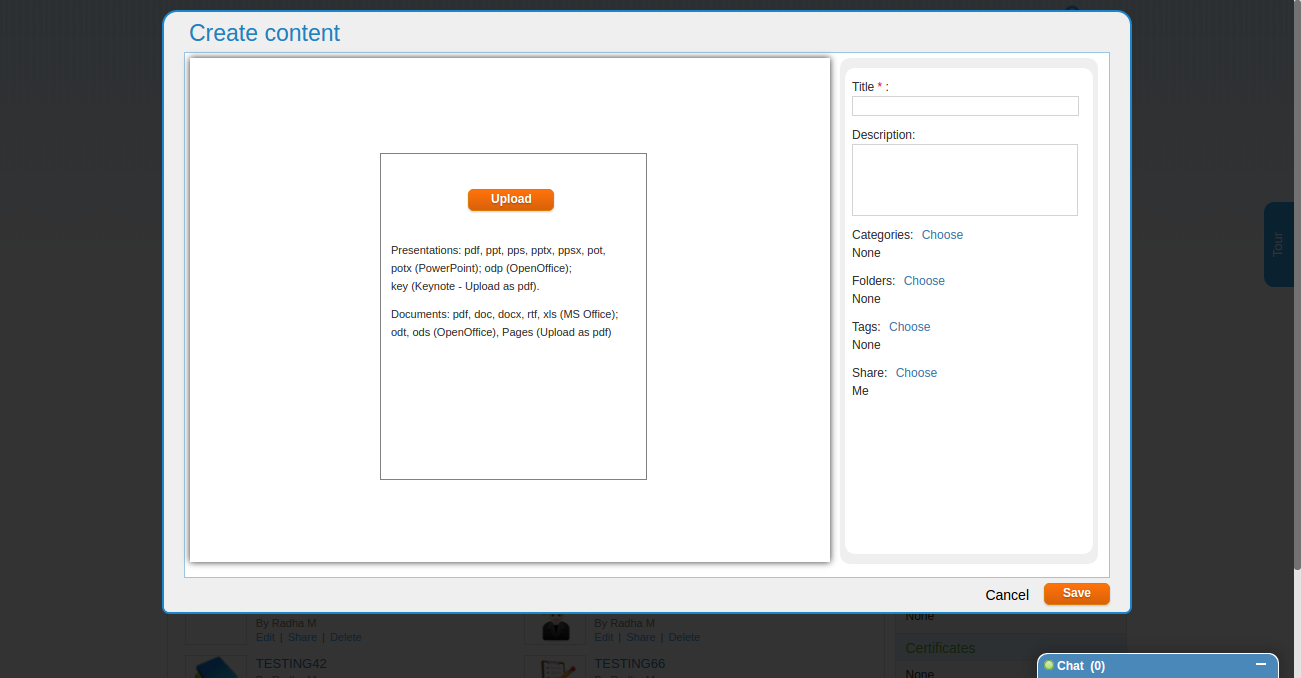 Create content
Upload
Presentations: pdf, ppt, pps, pptx, ppsx, pot,
potx (PowerPoint); odp (OpenOffice);
key (Keynote - Upload as pdf).
Documents: pdf, doc, docx, rtf, xls (MS Office);
odt, ods (OpenOffice), Pages (Upload as pdf)
Title * :
Description:
Categories: Choose
None
Folders: Choose
None
Tags: Choose
None
Share: Choose
Me
Cancel Save
Tour
By Radha M
Edit | Share | Delete
By Radha M
Edit | Share | Delete
None
TESTING42
TESTING66
Certificates
None
Chat (0)